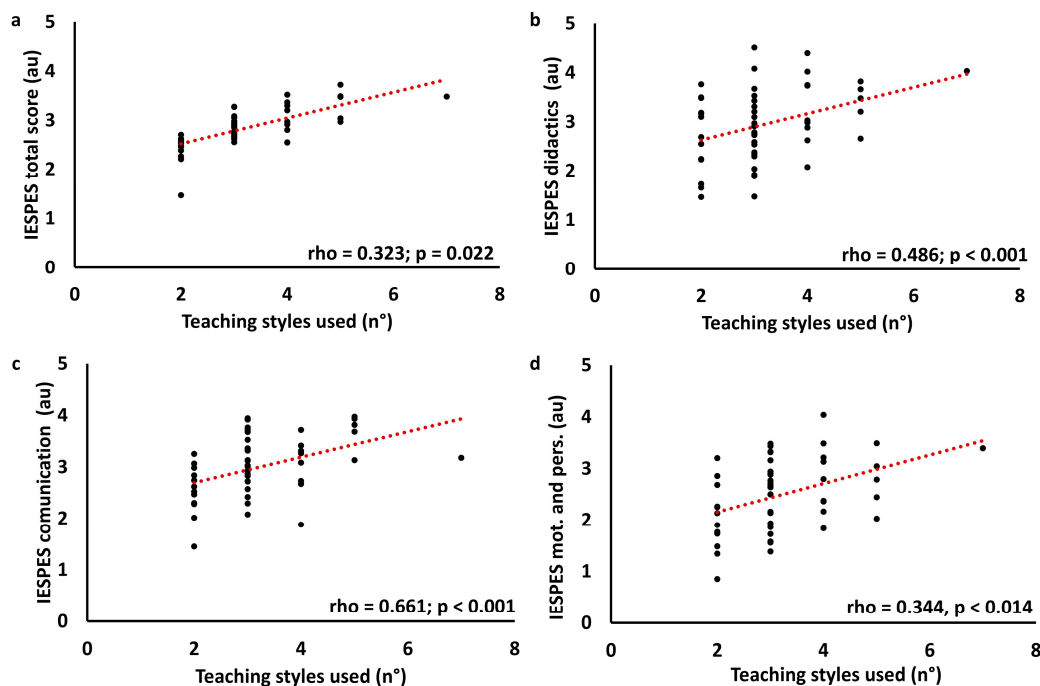 a
IESPES total score (au)
5
4
3
2
1
0
rho = 0.323; p = 0.022
0 2 4 6 8
Teaching styles used (n°)
b
IESPES didactics (au)
5
4
3
2
1
0
rho = 0.486; p < 0.001
0 2 4 6 8
Teaching styles used (n°)
c
IESPES comunication (au)
5
4
3
2
1
0
rho = 0.661; p < 0.001
0 2 4 6 8
Teaching styles used (n°)
d
IESPES mot. and pers. (au)
5
4
3
2
1
0
rho = 0.344, p < 0.014
0 2 4 6 8
Teaching styles used (n°)